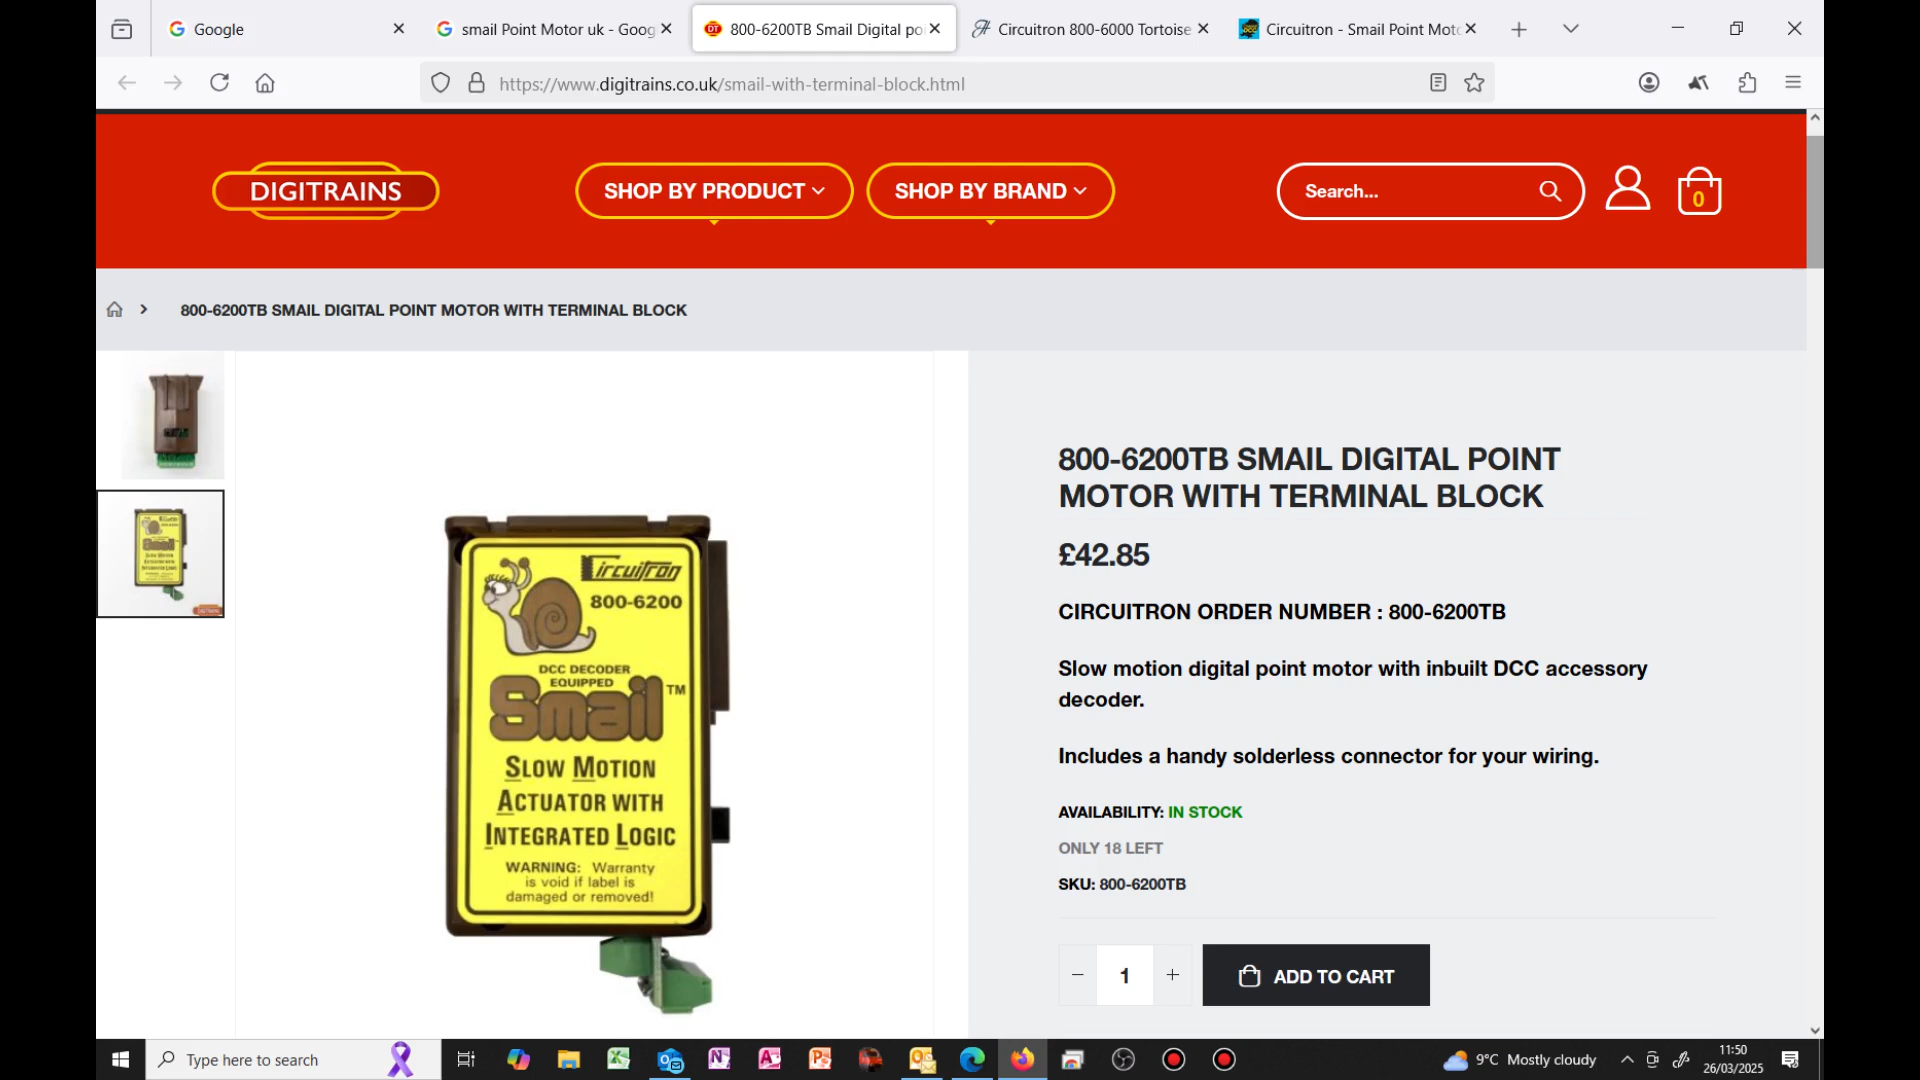 Google
smail Point Motor uk - Goog
800-6200TB Smail Digital po
Circuitron 800-6000 Tortoise
Circuitron - Smail Point Moto
https://www.digitrains.co.uk/smail-with-terminal-block.html
DIGITRAINS
SHOP BY PRODUCT
SHOP BY BRAND
Search...
0
800-6200TB SMAIL DIGITAL POINT MOTOR WITH TERMINAL BLOCK
Circuitron
800-6200
DCC DECODER
EQUIPPED
Smail™
SLOW MOTION
ACTUATOR WITH
INTEGRATED LOGIC
WARNING: Warranty
is void if label is
damaged or removed!
800-6200TB SMAIL DIGITAL POINT
MOTOR WITH TERMINAL BLOCK
£42.85
CIRCUITRON ORDER NUMBER : 800-6200TB
Slow motion digital point motor with inbuilt DCC accessory
decoder.
Includes a handy solderless connector for your wiring.
AVAILABILITY: IN STOCK
ONLY 18 LEFT
SKU: 800-6200TB
− 1 +
ADD TO CART
Type here to search
9°C Mostly cloudy
11:50
26/03/2025